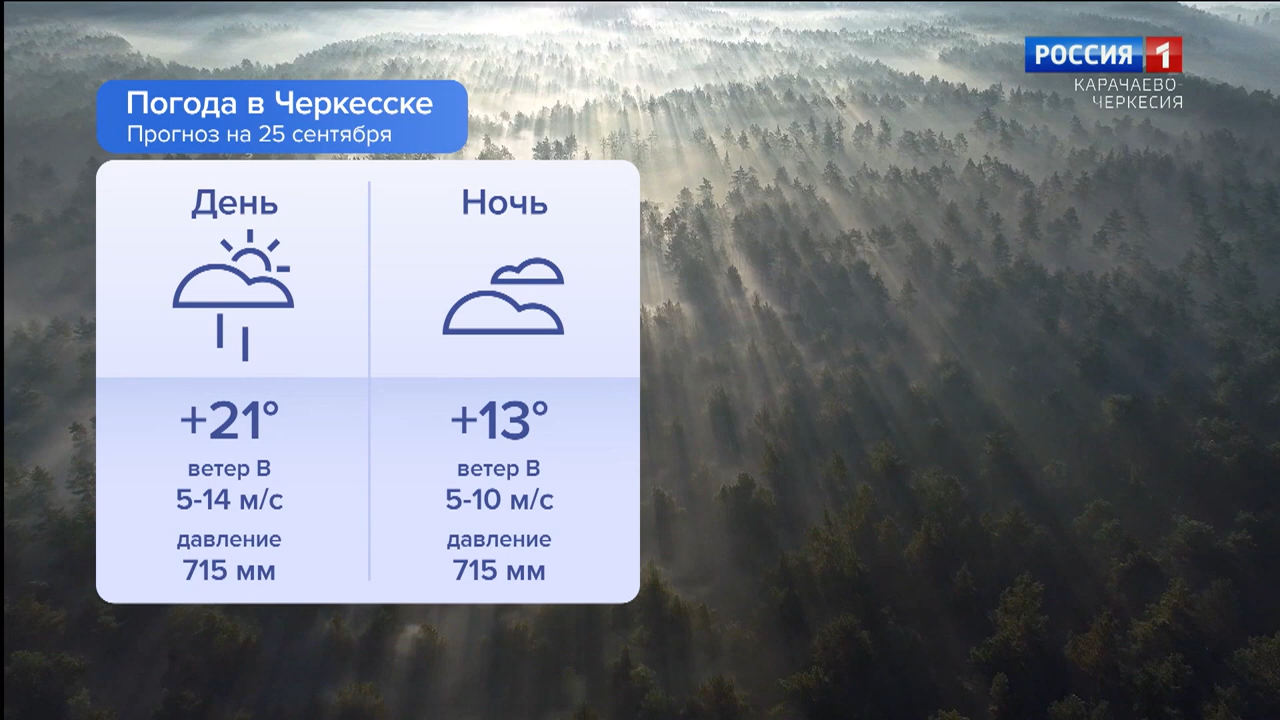 РОССИЯ 1
КАРАЧАЕВО-
ЧЕРКЕСИЯ
Погода в Черкесске
Прогноз на 25 сентября
День
+21°
ветер В
5-14 м/с
давление
715 мм
Ночь
+13°
ветер В
5-10 м/с
давление
715 мм